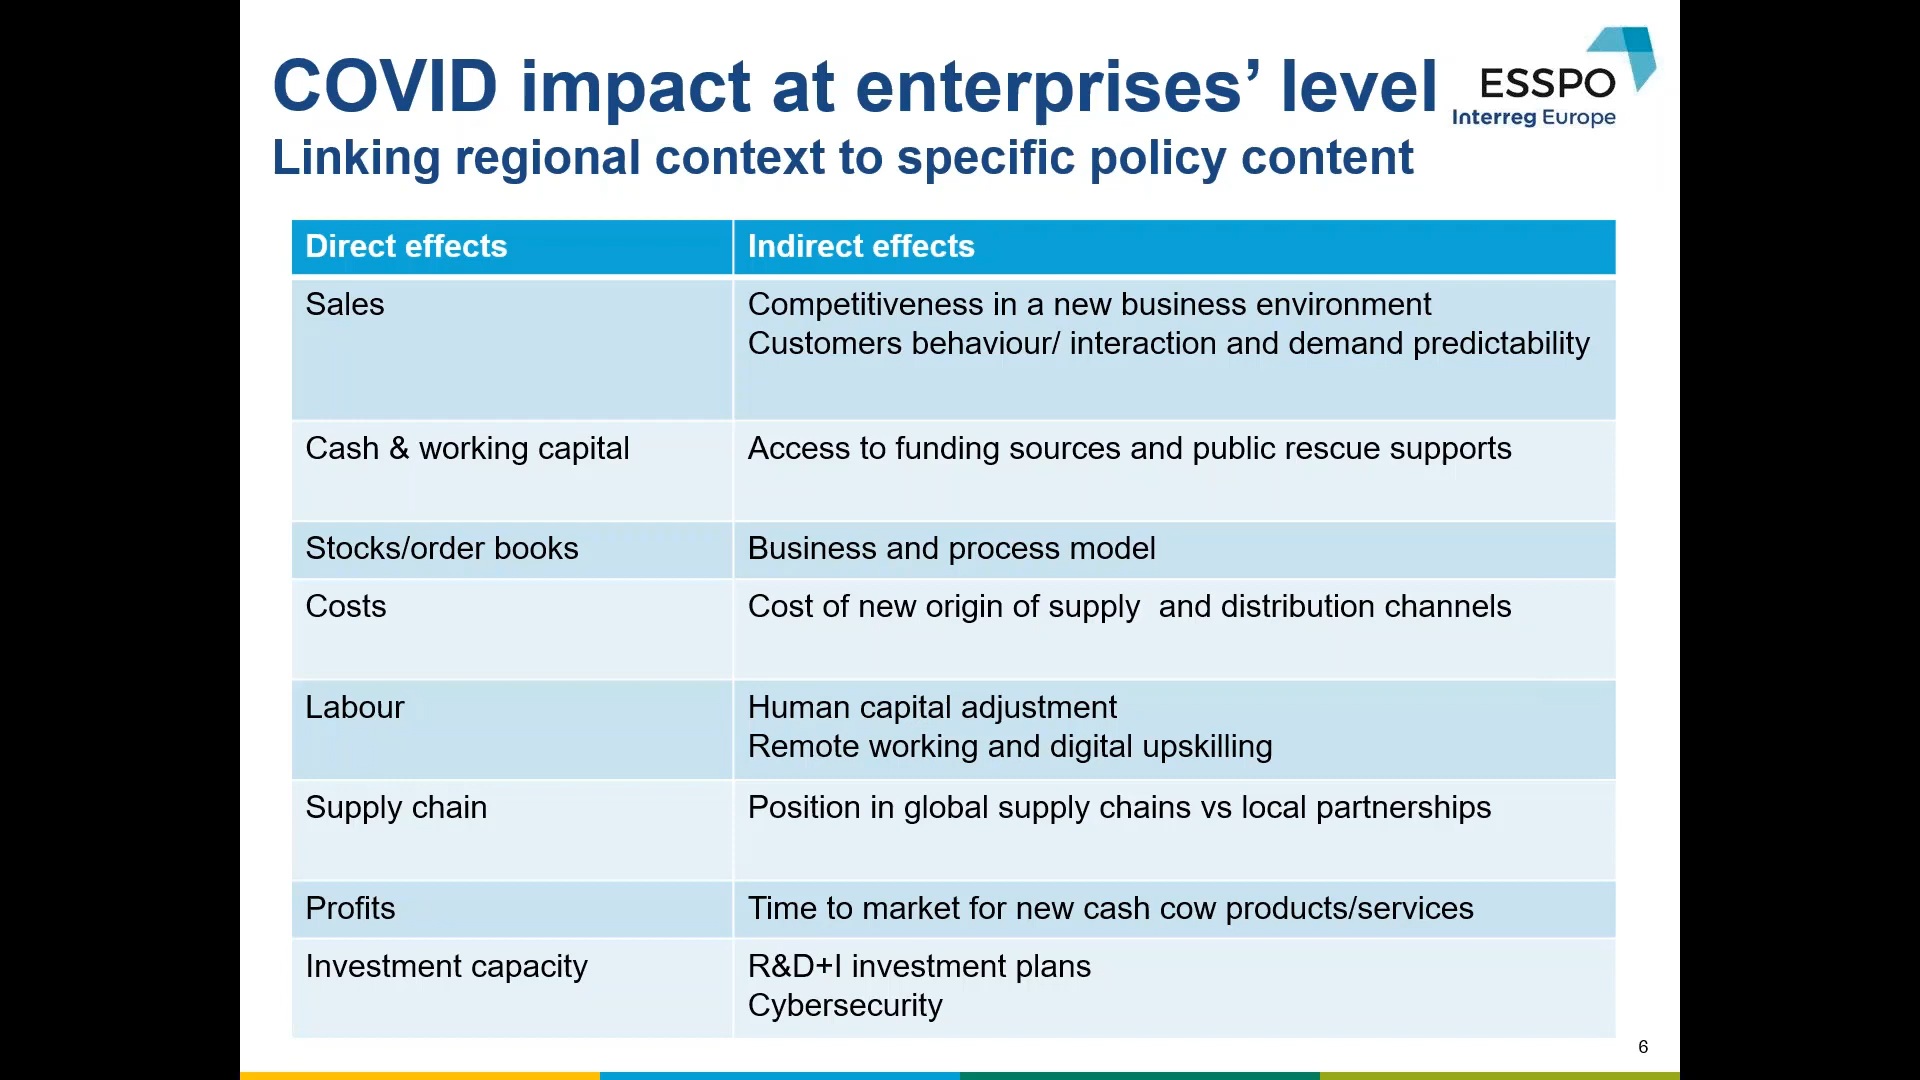 COVID impact at enterprises’ level
ESSPO
Interreg Europe
Linking regional context to specific policy content
Direct effects
Indirect effects
Sales
Competitiveness in a new business environment
Customers behaviour/ interaction and demand predictability
Cash & working capital
Access to funding sources and public rescue supports
Stocks/order books
Business and process model
Costs
Cost of new origin of supply  and distribution channels
Labour
Human capital adjustment
Remote working and digital upskilling
Supply chain
Position in global supply chains vs local partnerships
Profits
Time to market for new cash cow products/services
Investment capacity
R&D+I investment plans
Cybersecurity
6